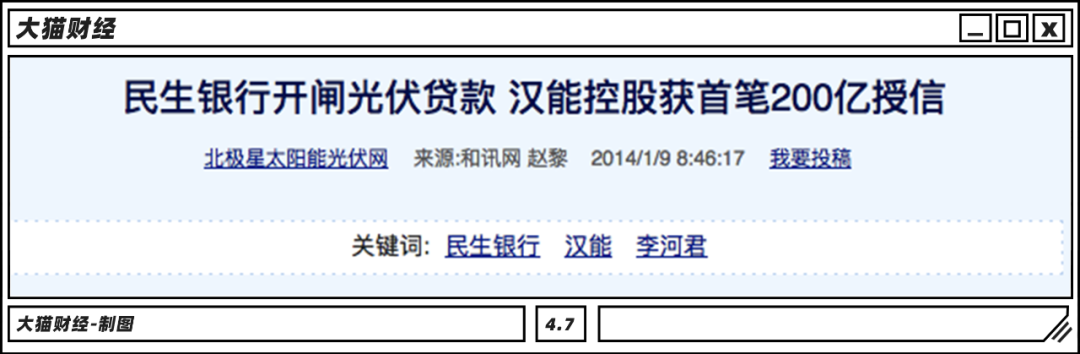 大猫财经
民生银行开闸光伏贷款 汉能控股获首笔200亿授信
北极星太阳能光伏网 来源:和讯网 赵黎 2014/1/9 8:46:17 我要投稿
关键词: 民生银行 汉能 李河君
大猫财经-制图 4.7